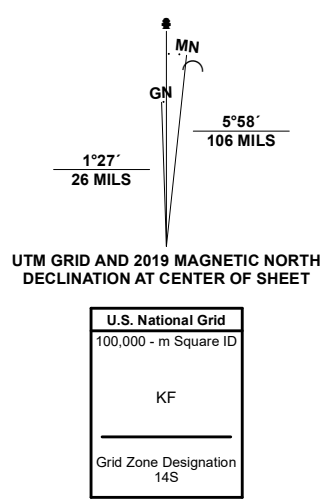 MN
GN
5°58´
106 MILS
1°27´
26 MILS
UTM GRID AND 2019 MAGNETIC NORTH
DECLINATION AT CENTER OF SHEET
U.S. National Grid
100,000 - m Square ID
KF
Grid Zone Designation
14S